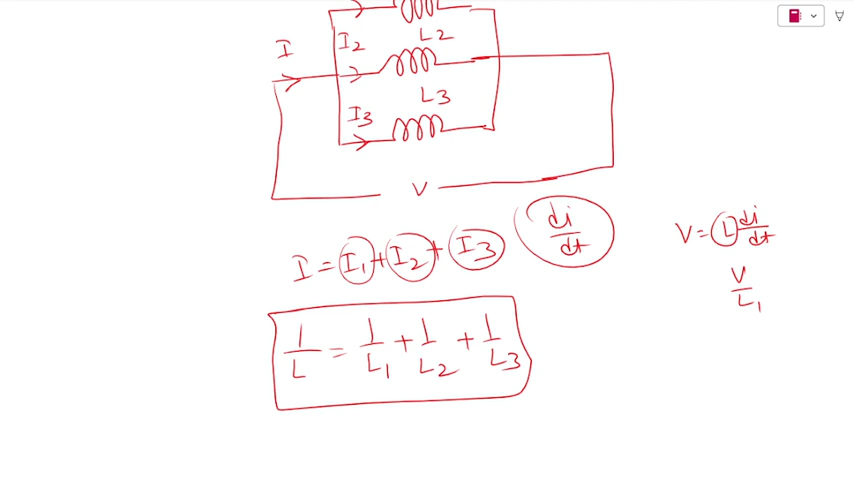 I
I2
L2
I3
L3
V
I = I1 + I2 + I3
di/dt
V = L di/dt
V/L1
1/L = 1/L1 + 1/L2 + 1/L3